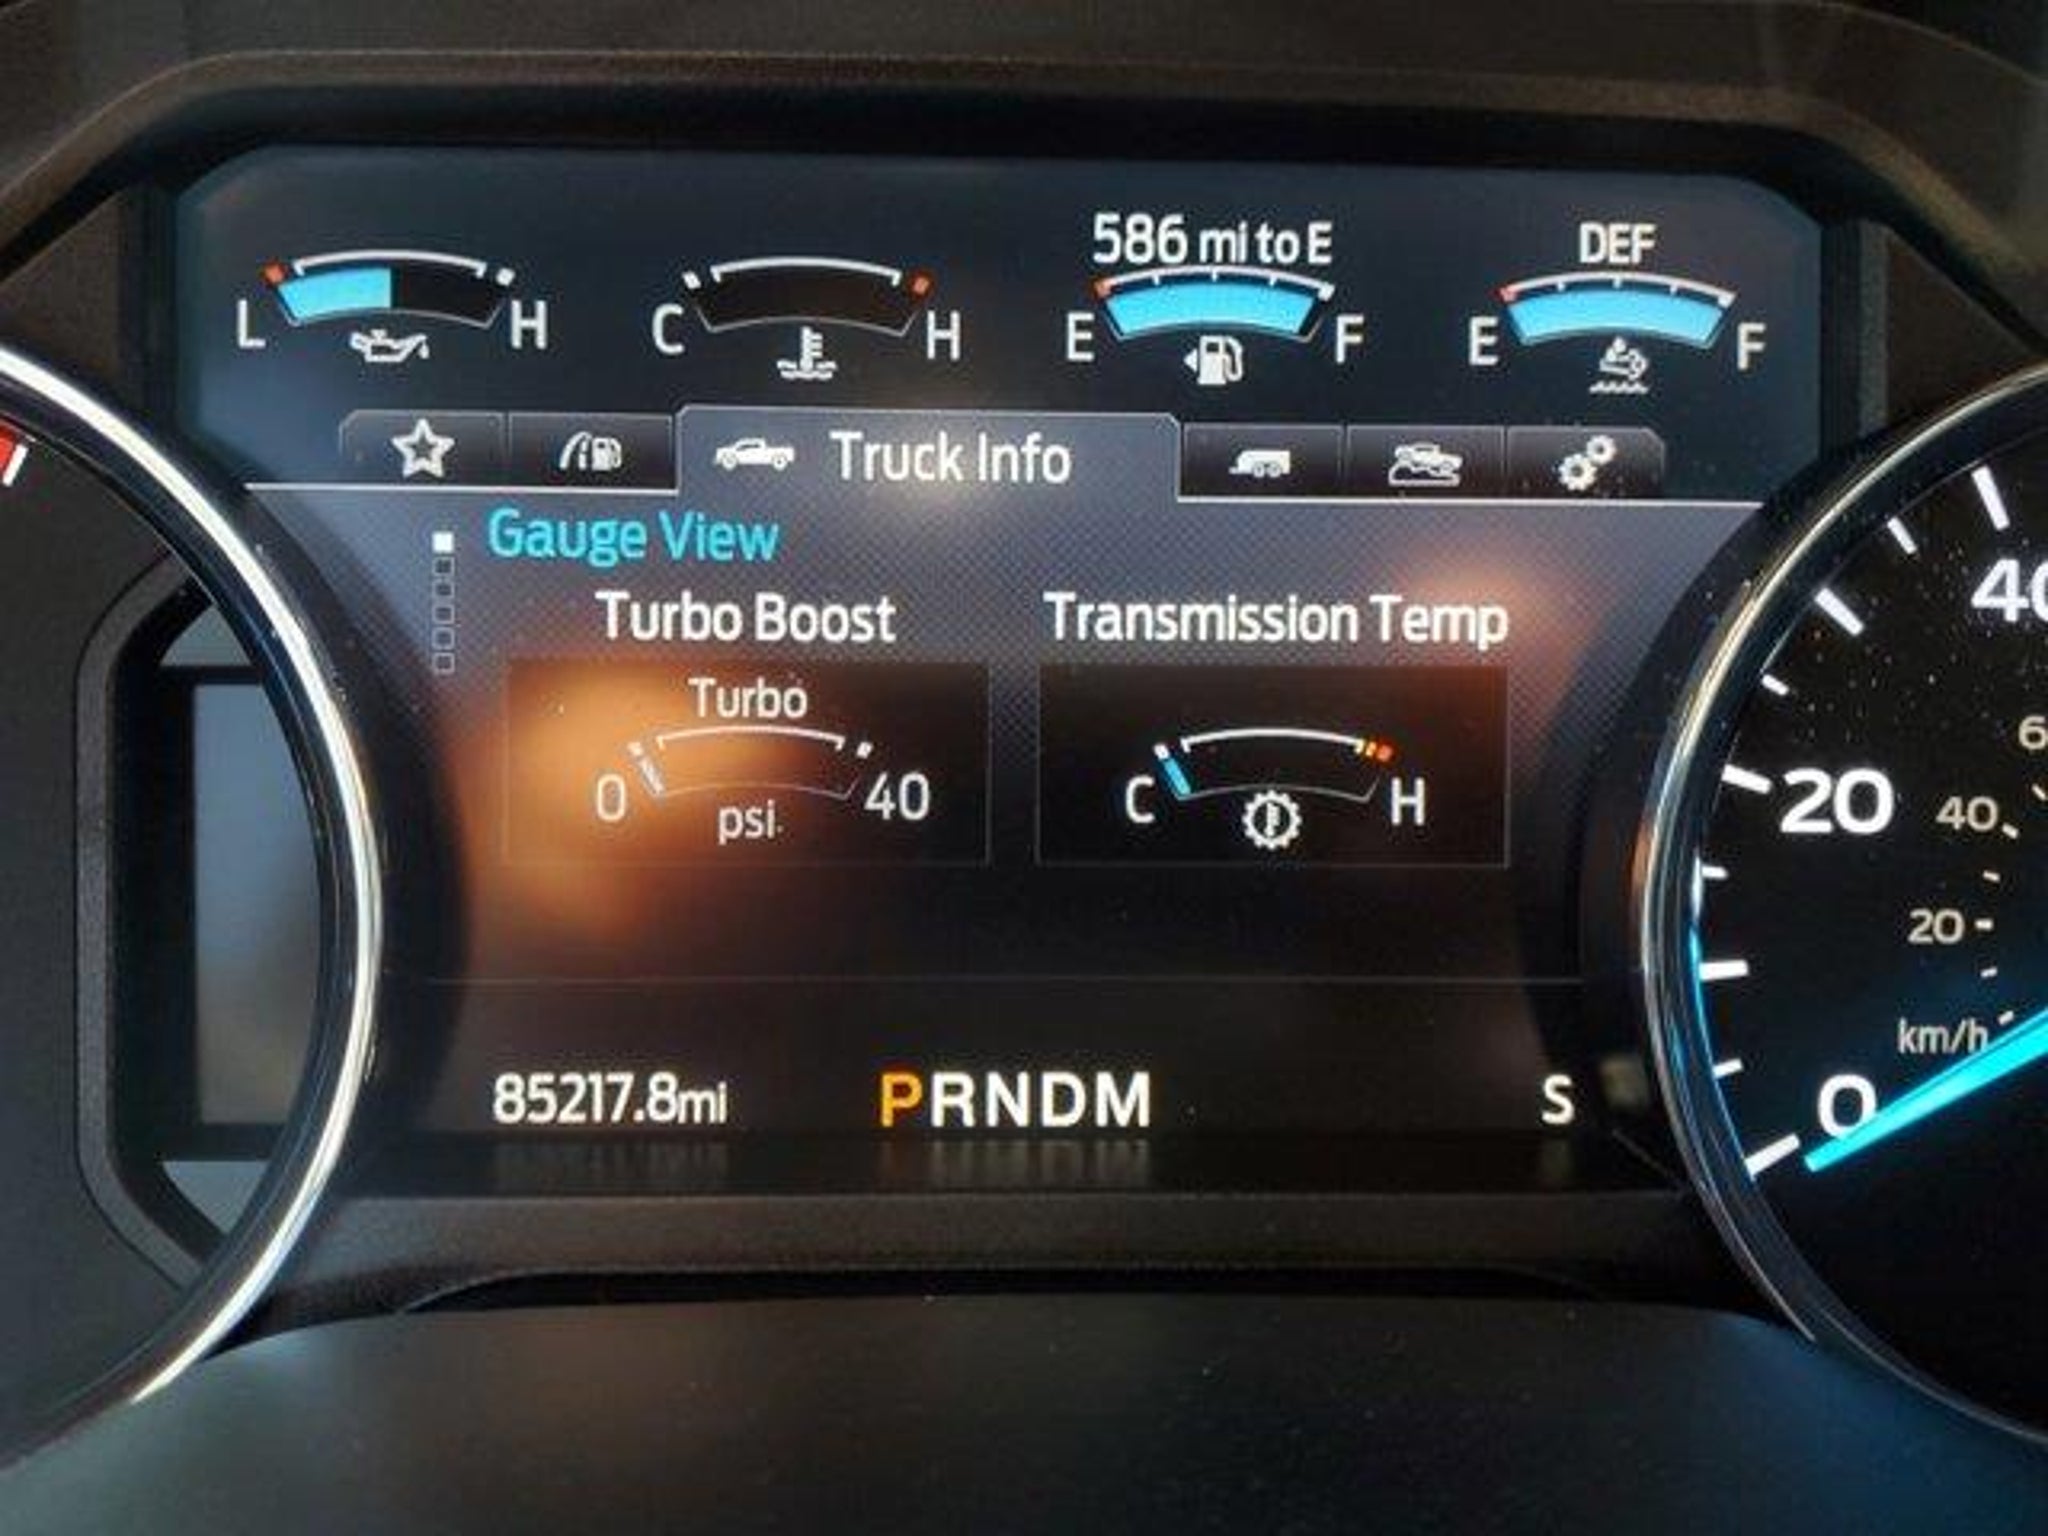 586 mi to E
DEF
L H
C H
E F
E F
Truck Info
Gauge View
Turbo Boost
Transmission Temp
Turbo
0 40
psi
C H
85217.8mi
PRNDM
S
40
20
0
40
20
km/h